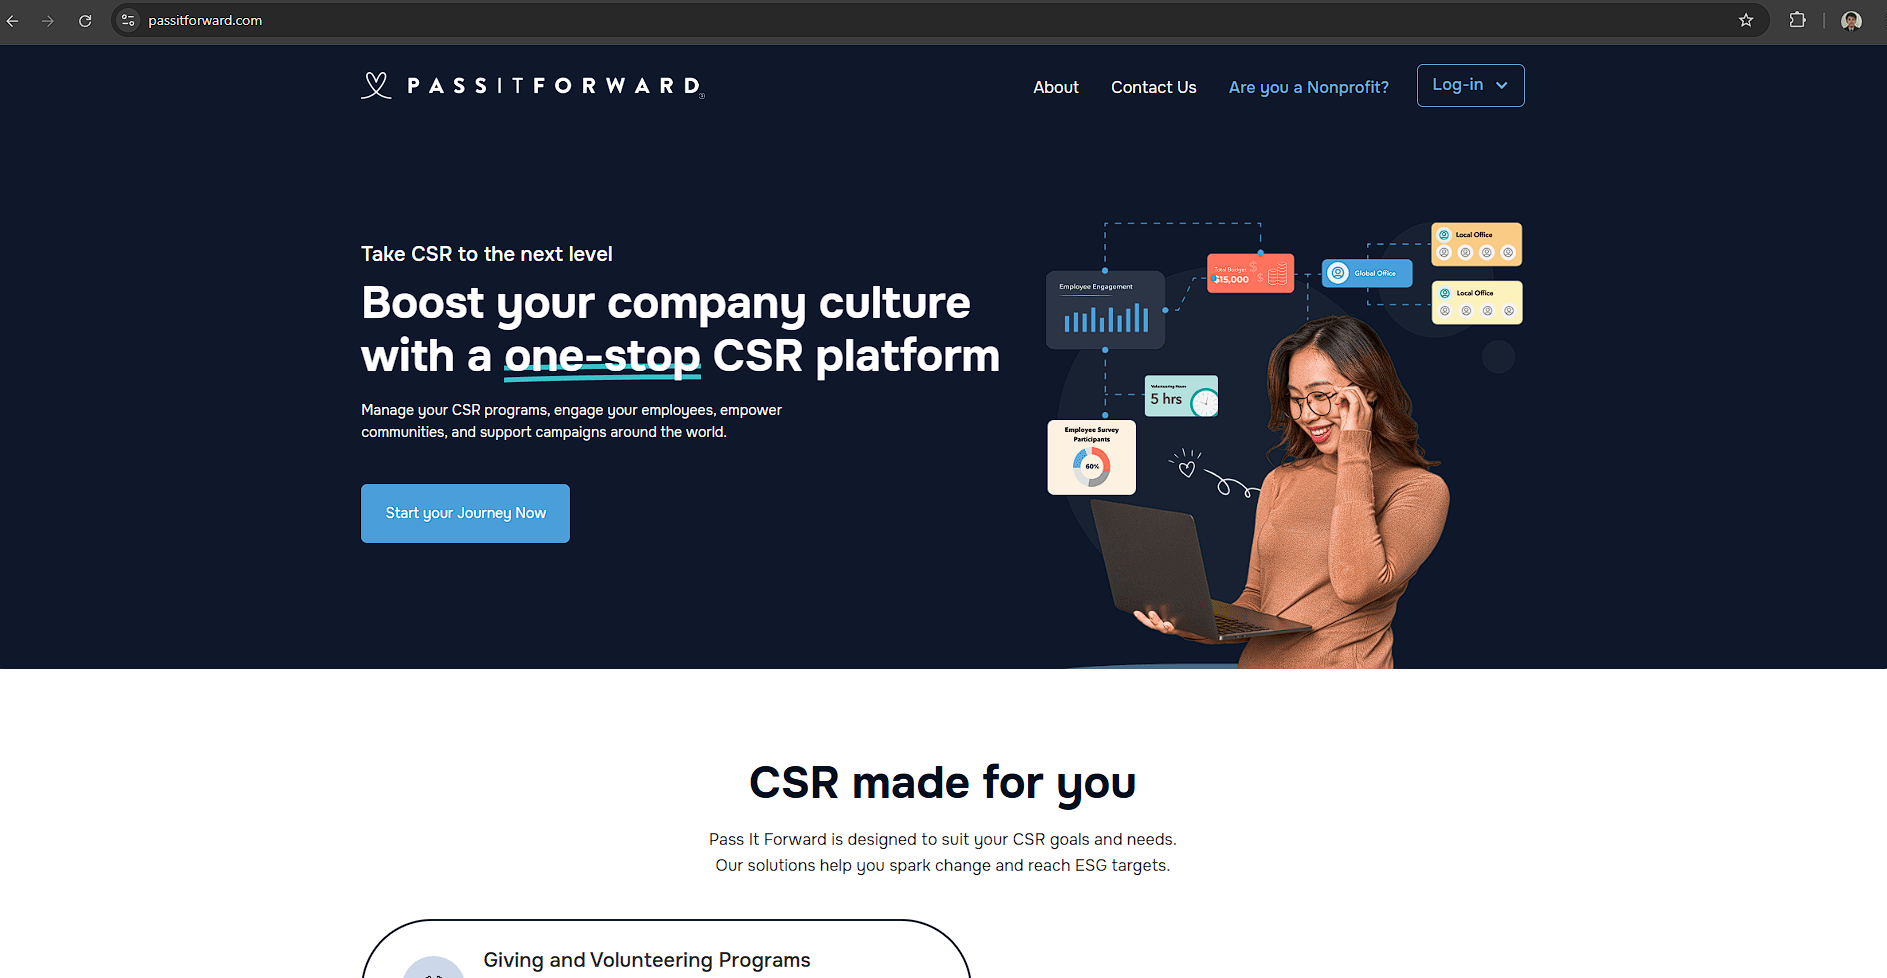 passitforward.com
PASSITFORWARD
About
Contact Us
Are you a Nonprofit?
Log-in
Take CSR to the next level
Boost your company culture
with a one-stop CSR platform
Manage your CSR programs, engage your employees, empower
communities, and support campaigns around the world.
Start your Journey Now
Employee Engagement
Total Budget
$15,000
Global Office
Local Office
Local Office
Volunteering Hours
5 hrs
Employee Survey
Participants
60%
CSR made for you
Pass It Forward is designed to suit your CSR goals and needs.
Our solutions help you spark change and reach ESG targets.
Giving and Volunteering Programs